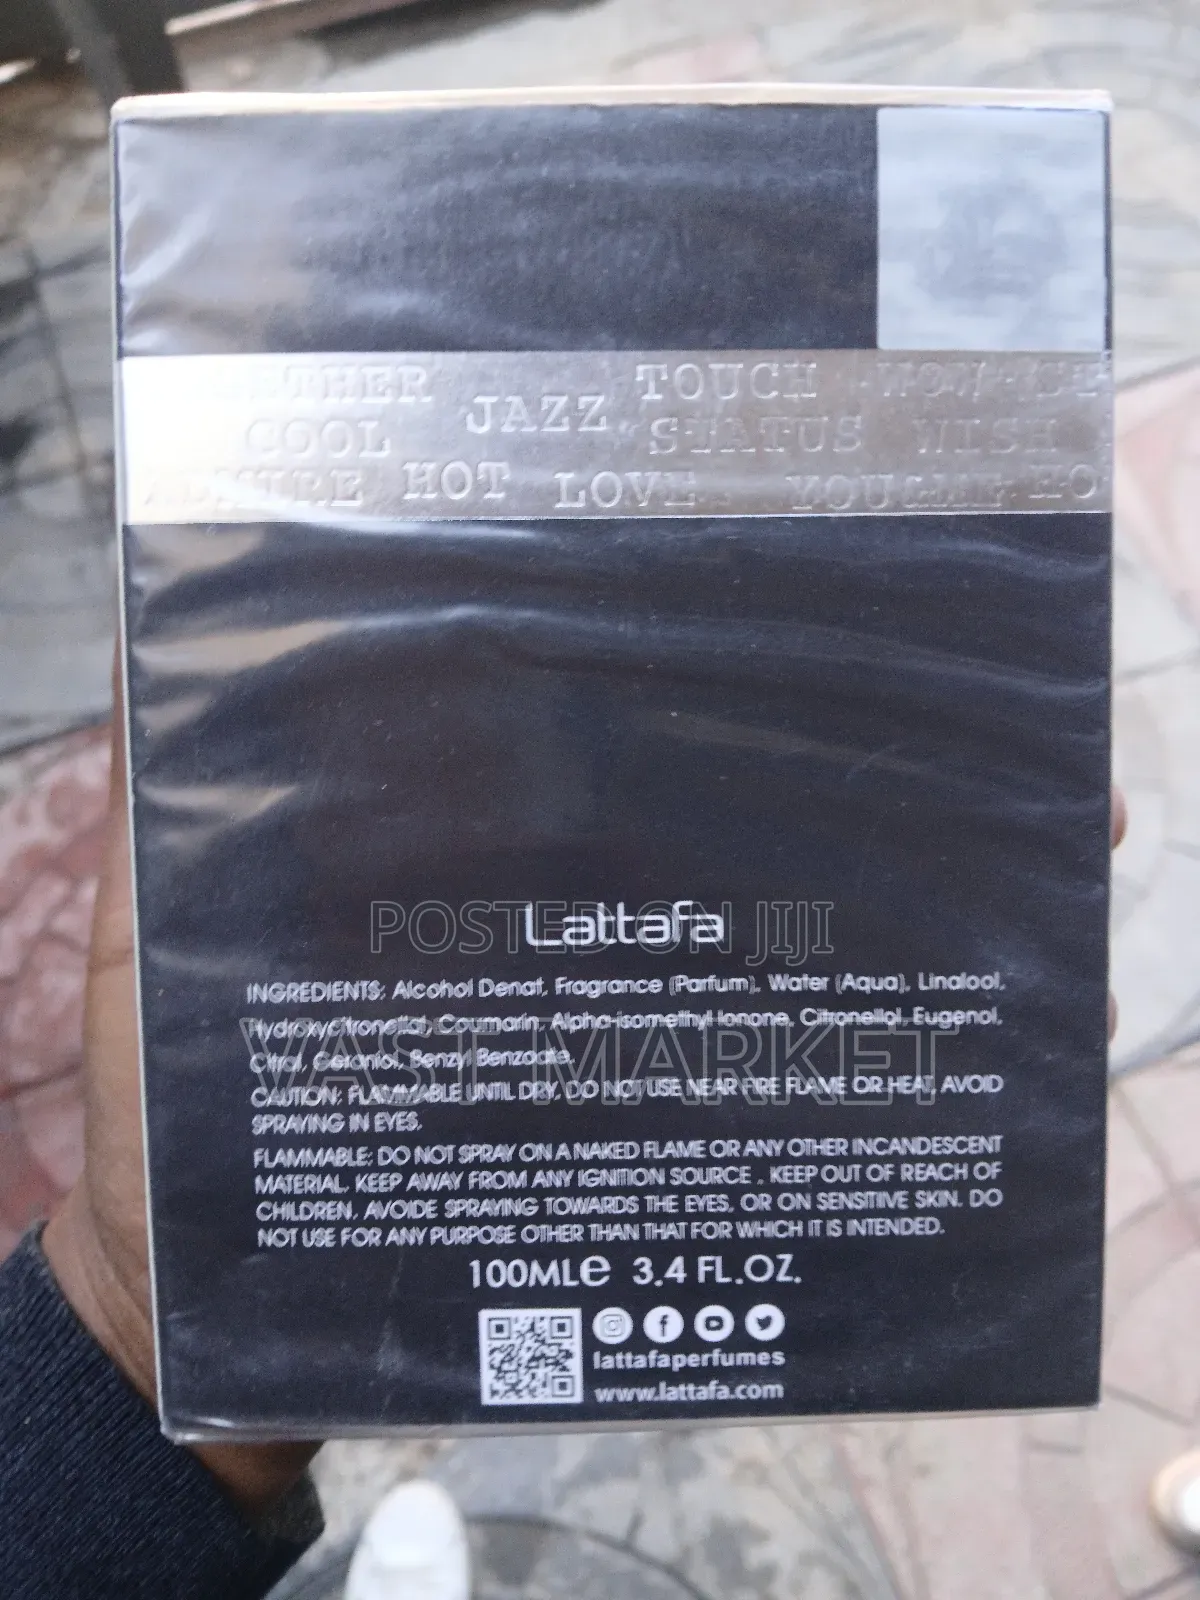 TOUCH WOW
JAZZ
COOL STATUS WISH
HOT LOVE
Lattafa
POSTED ON JIJI
INGREDIENTS: Alcohol Denat, Fragrance (Parfum), Water (Aqua), Linalool,
Hydroxycitronellal, Coumarin, Alpha-isomethyl Ionone, Citronellol, Eugenol,
Citral, Geraniol, Benzyl Benzoate.
VAST MARKET
CAUTION: FLAMMABLE UNTIL DRY, DO NOT USE NEAR FIRE FLAME OR HEAT, AVOID
SPRAYING IN EYES.
FLAMMABLE: DO NOT SPRAY ON A NAKED FLAME OR ANY OTHER INCANDESCENT
MATERIAL. KEEP AWAY FROM ANY IGNITION SOURCE . KEEP OUT OF REACH OF
CHILDREN. AVOIDE SPRAYING TOWARDS THE EYES, OR ON SENSITIVE SKIN. DO
NOT USE FOR ANY PURPOSE OTHER THAN THAT FOR WHICH IT IS INTENDED.
100MLe 3.4 FL.OZ.
lattafaperfumes
www.lattafa.com